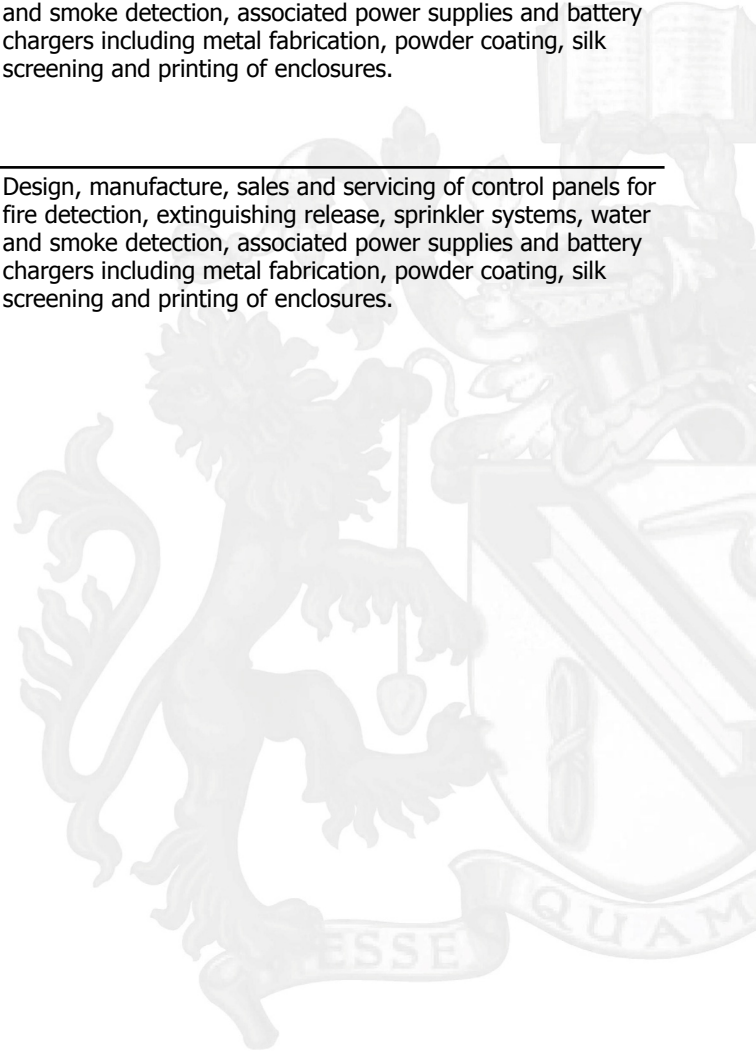 and smoke detection, associated power supplies and battery
chargers including metal fabrication, powder coating, silk
screening and printing of enclosures.
Design, manufacture, sales and servicing of control panels for
fire detection, extinguishing release, sprinkler systems, water
and smoke detection, associated power supplies and battery
chargers including metal fabrication, powder coating, silk
screening and printing of enclosures.
ESSE QUAM